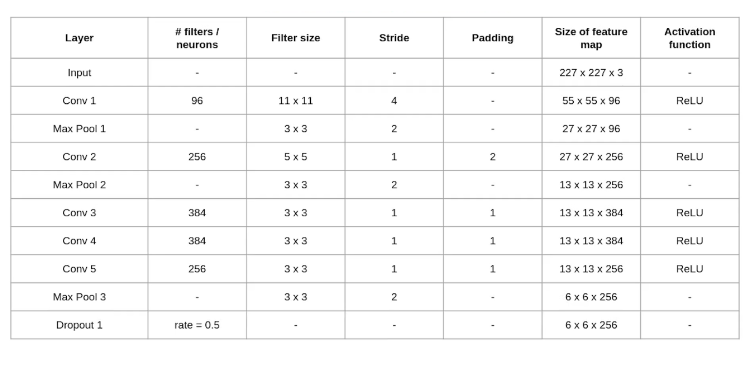 Layer # filters / neurons Filter size Stride Padding Size of feature map Activation function
Input - - - - 227 x 227 x 3 -
Conv 1 96 11 x 11 4 - 55 x 55 x 96 ReLU
Max Pool 1 - 3 x 3 2 - 27 x 27 x 96 -
Conv 2 256 5 x 5 1 2 27 x 27 x 256 ReLU
Max Pool 2 - 3 x 3 2 - 13 x 13 x 256 -
Conv 3 384 3 x 3 1 1 13 x 13 x 384 ReLU
Conv 4 384 3 x 3 1 1 13 x 13 x 384 ReLU
Conv 5 256 3 x 3 1 1 13 x 13 x 256 ReLU
Max Pool 3 - 3 x 3 2 - 6 x 6 x 256 -
Dropout 1 rate = 0.5 - - - 6 x 6 x 256 -